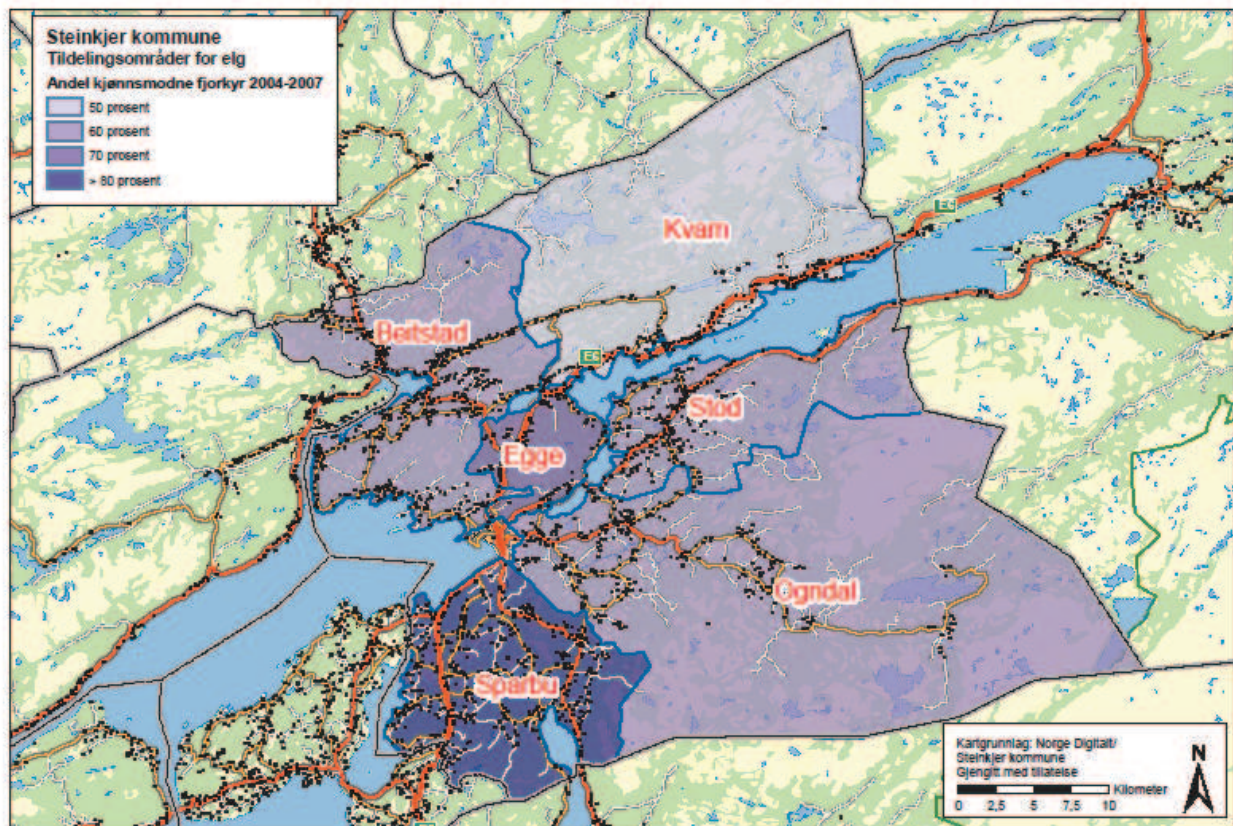 Steinkjer kommune
Tildelingsområder for elg
Andel kjønnsmodne fjorkyr 2004-2007
50 prosent
60 prosent
70 prosent
> 80 prosent
Kvam
E6
Beitstad
E6
Stod
Egge
Ogndal
Sparbu
Kartgrunnlag: Norge Digitalt/
Steinkjer kommune
Gjengitt med tillatelse
N
Kilometer
0 2,5 5 7,5 10